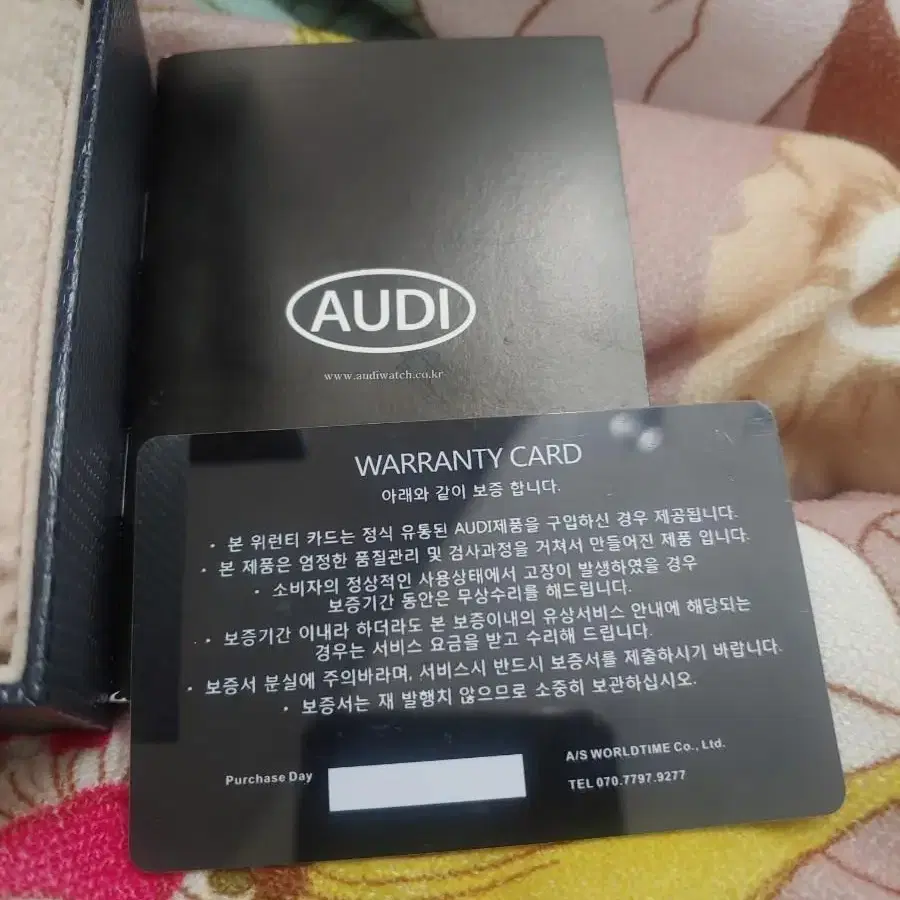 AUDI
www.audiwatch.co.kr
WARRANTY CARD
아래와 같이 보증 합니다.
• 본 워런티 카드는 정식 유통된 AUDI제품을 구입하신 경우 제공됩니다.
• 본 제품은 엄정한 품질관리 및 검사과정을 거쳐서 만들어진 제품 입니다.
• 소비자의 정상적인 사용상태에서 고장이 발생하였을 경우
보증기간 동안은 무상수리를 해드립니다.
• 보증기간 이내라 하더라도 본 보증이내의 유상서비스 안내에 해당되는
경우는 서비스 요금을 받고 수리해 드립니다.
• 보증서 분실에 주의바라며, 서비스시 반드시 보증서를 제출하시기 바랍니다.
• 보증서는 재 발행치 않으므로 소중히 보관하십시오.
Purchase Day
A/S WORLDTIME Co., Ltd.
TEL 070.7797.9277